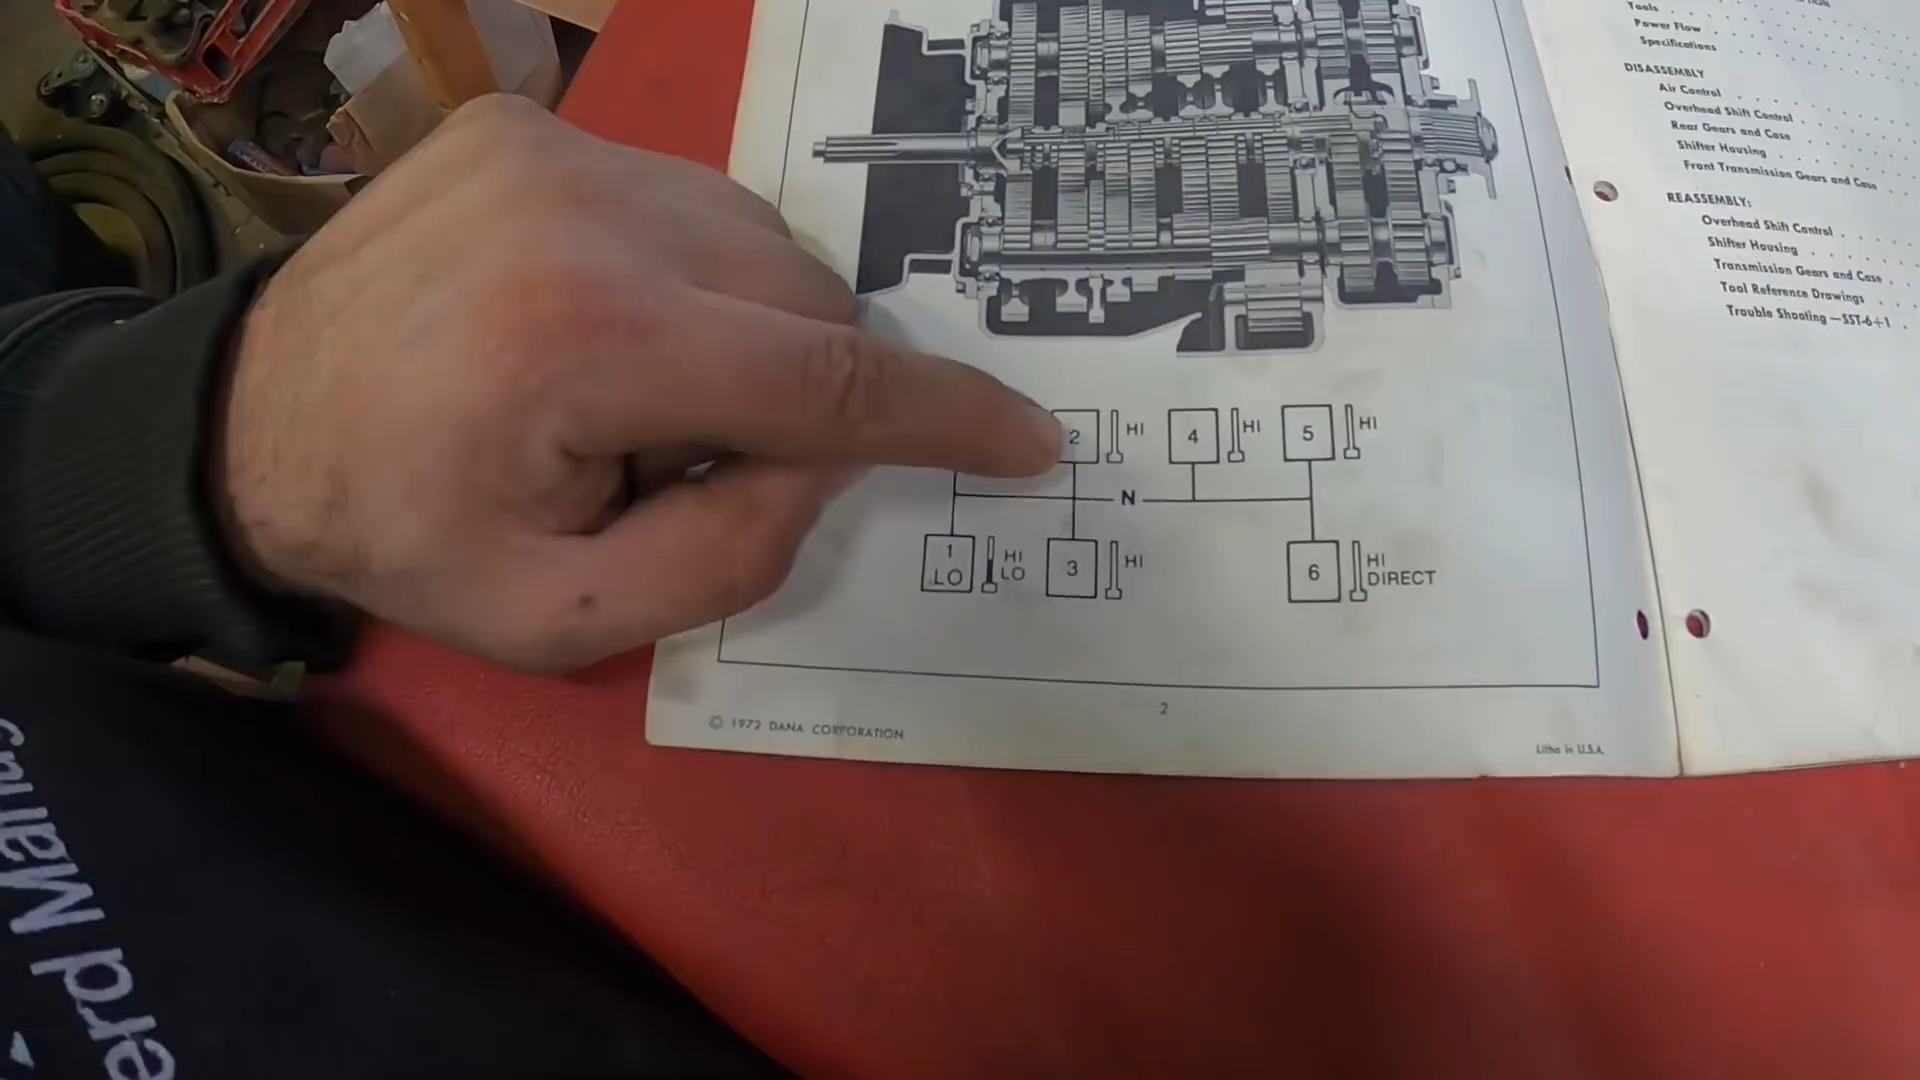 Tools
Power Flow
Specifications
DISASSEMBLY
Air Control
Overhead Shift Control
Rear Gears and Case
Shifter Housing
Front Transmission Gears and Case
REASSEMBLY:
Overhead Shift Control
Shifter Housing
Transmission Gears and Case
Tool Reference Drawings
Trouble Shooting—SST-6+1
2 HI 4 HI 5 HI
N
1 LO HI LO 3 HI 6 HI DIRECT
2
© 1972 DANA CORPORATION
Litho in U.S.A.